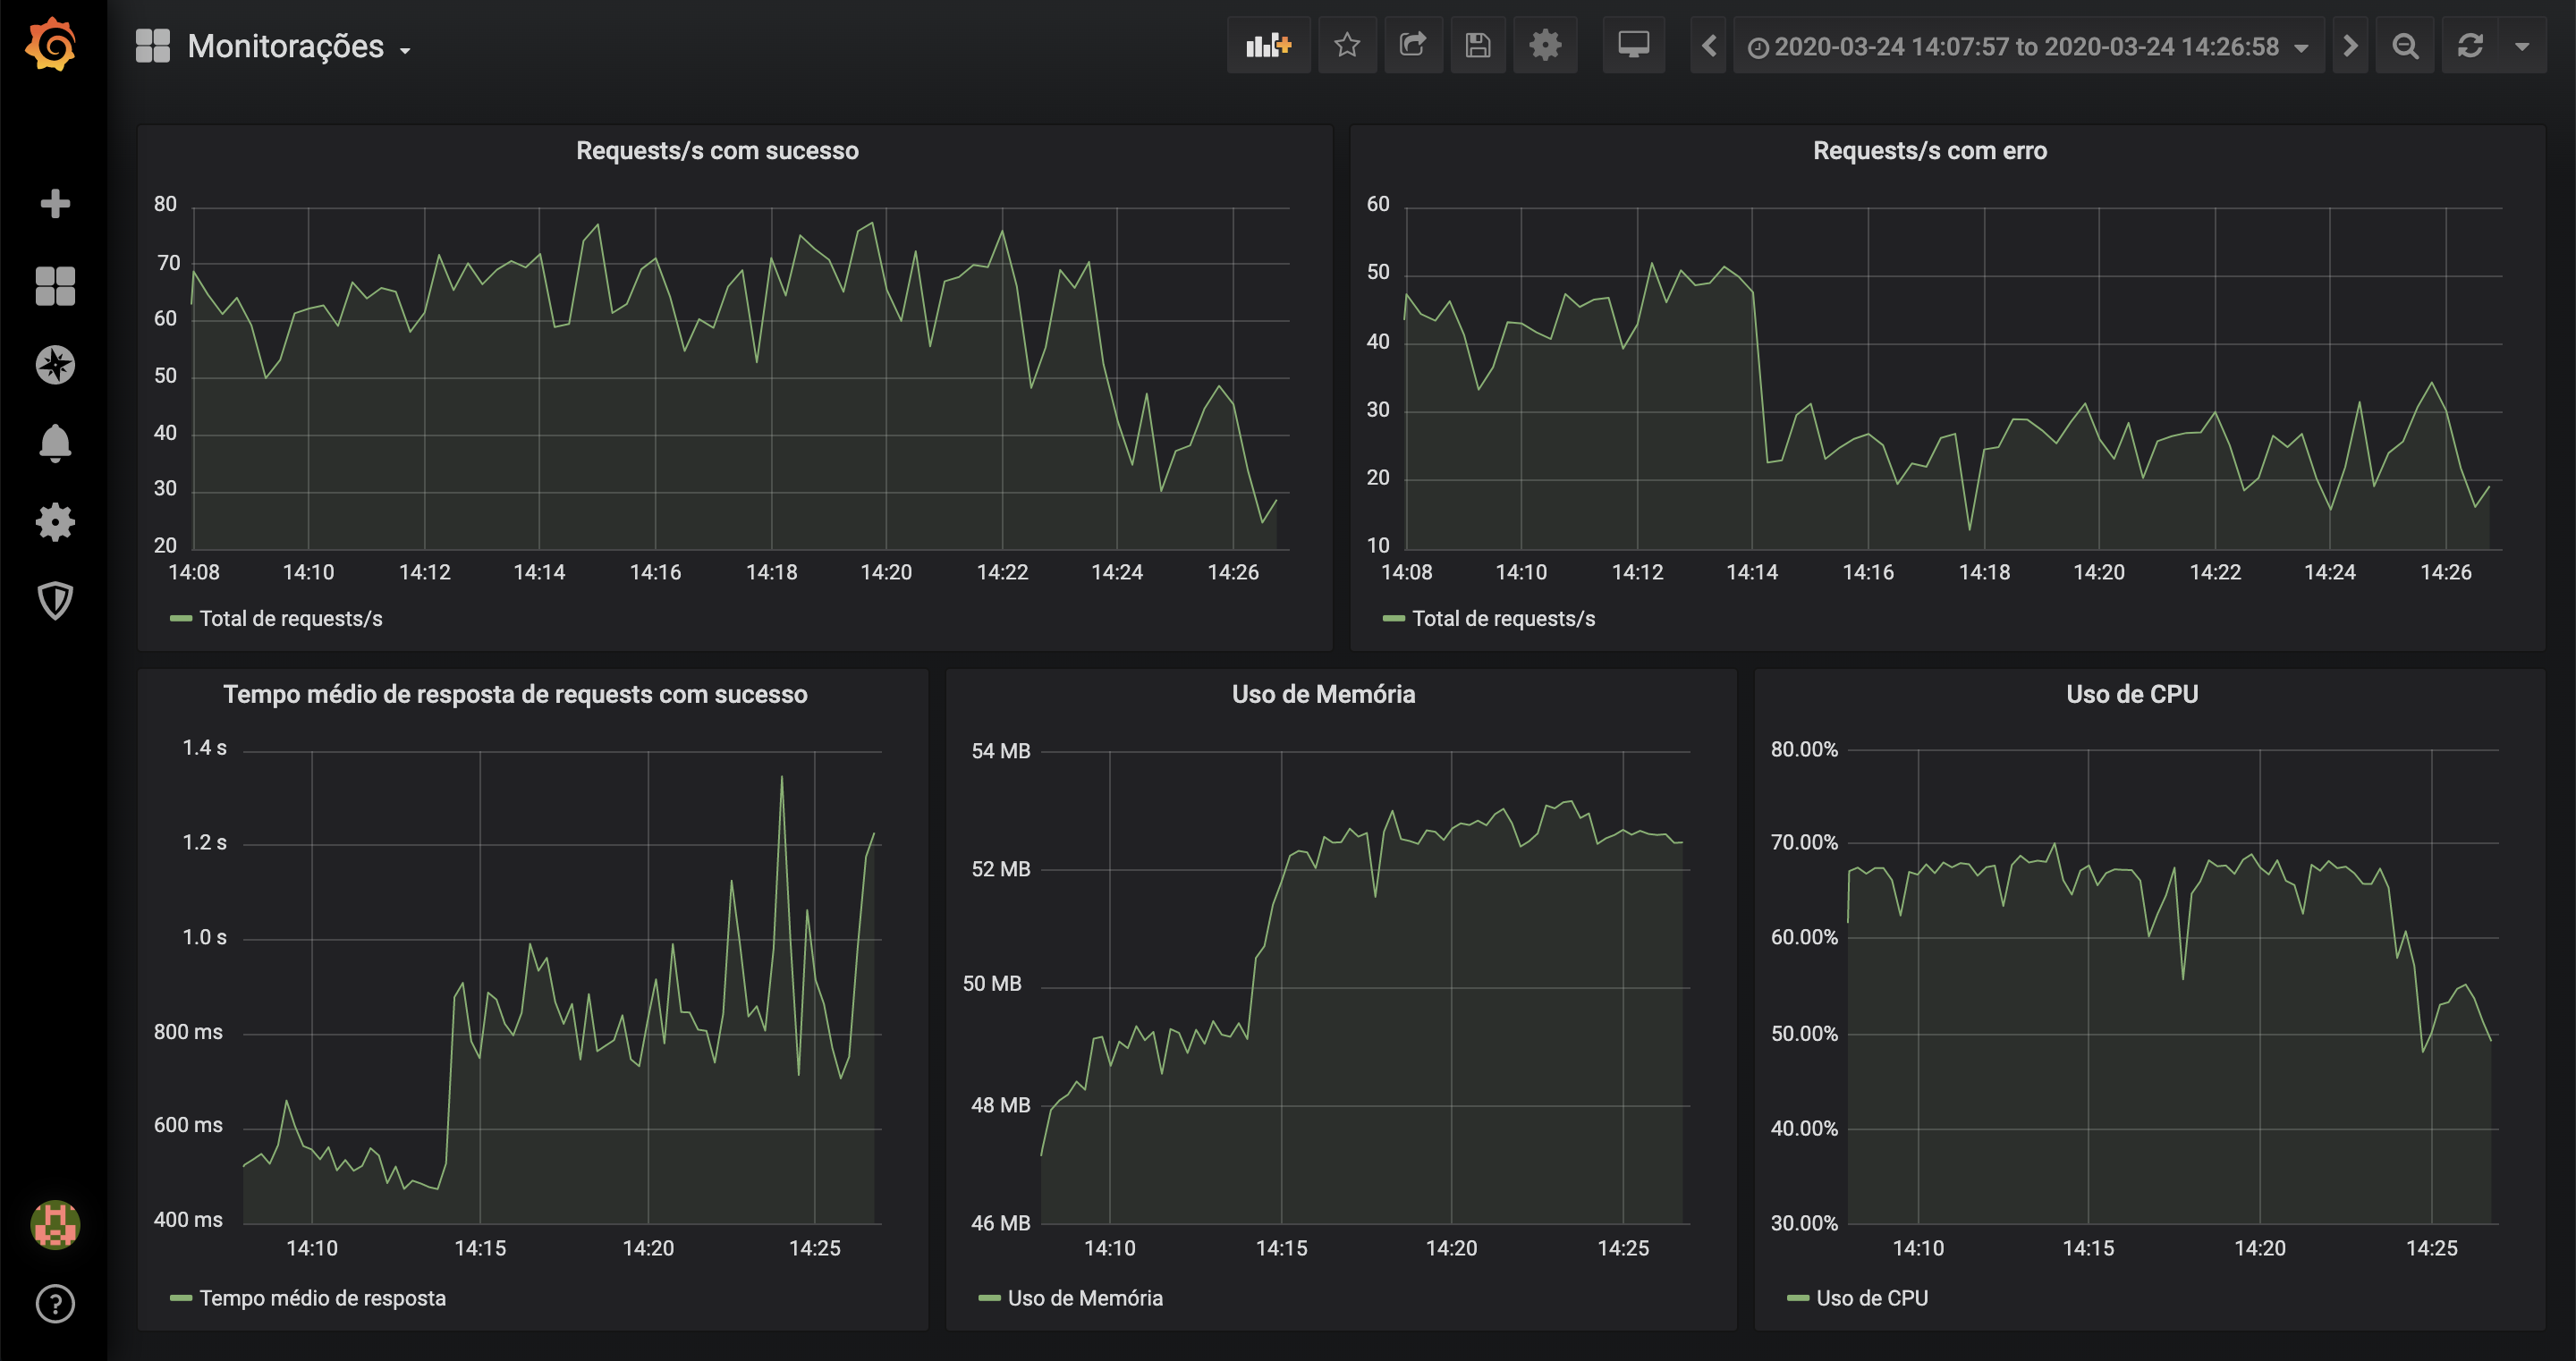 Monitorações
2020-03-24 14:07:57 to 2020-03-24 14:26:58
Requests/s com sucesso
80
70
60
50
40
30
20
14:08 14:10 14:12 14:14 14:16 14:18 14:20 14:22 14:24 14:26
Total de requests/s
Requests/s com erro
60
50
40
30
20
10
14:08 14:10 14:12 14:14 14:16 14:18 14:20 14:22 14:24 14:26
Total de requests/s
Tempo médio de resposta de requests com sucesso
1.4 s
1.2 s
1.0 s
800 ms
600 ms
400 ms
14:10 14:15 14:20 14:25
Tempo médio de resposta
Uso de Memória
54 MB
52 MB
50 MB
48 MB
46 MB
14:10 14:15 14:20 14:25
Uso de Memória
Uso de CPU
80.00%
70.00%
60.00%
50.00%
40.00%
30.00%
14:10 14:15 14:20 14:25
Uso de CPU
?